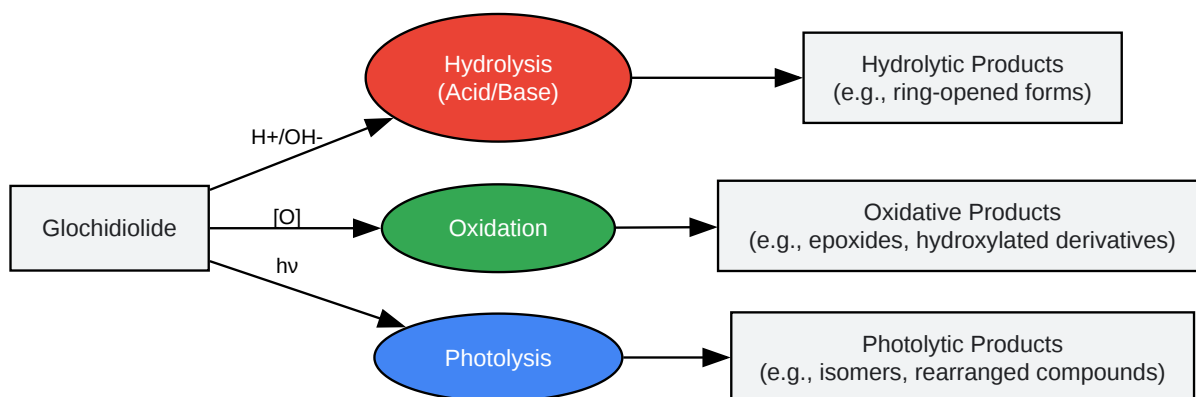 Glochidiolide
H+/OH-
[O]
hν
Hydrolysis
(Acid/Base)
Oxidation
Photolysis
Hydrolytic Products
(e.g., ring-opened forms)
Oxidative Products
(e.g., epoxides, hydroxylated derivatives)
Photolytic Products
(e.g., isomers, rearranged compounds)